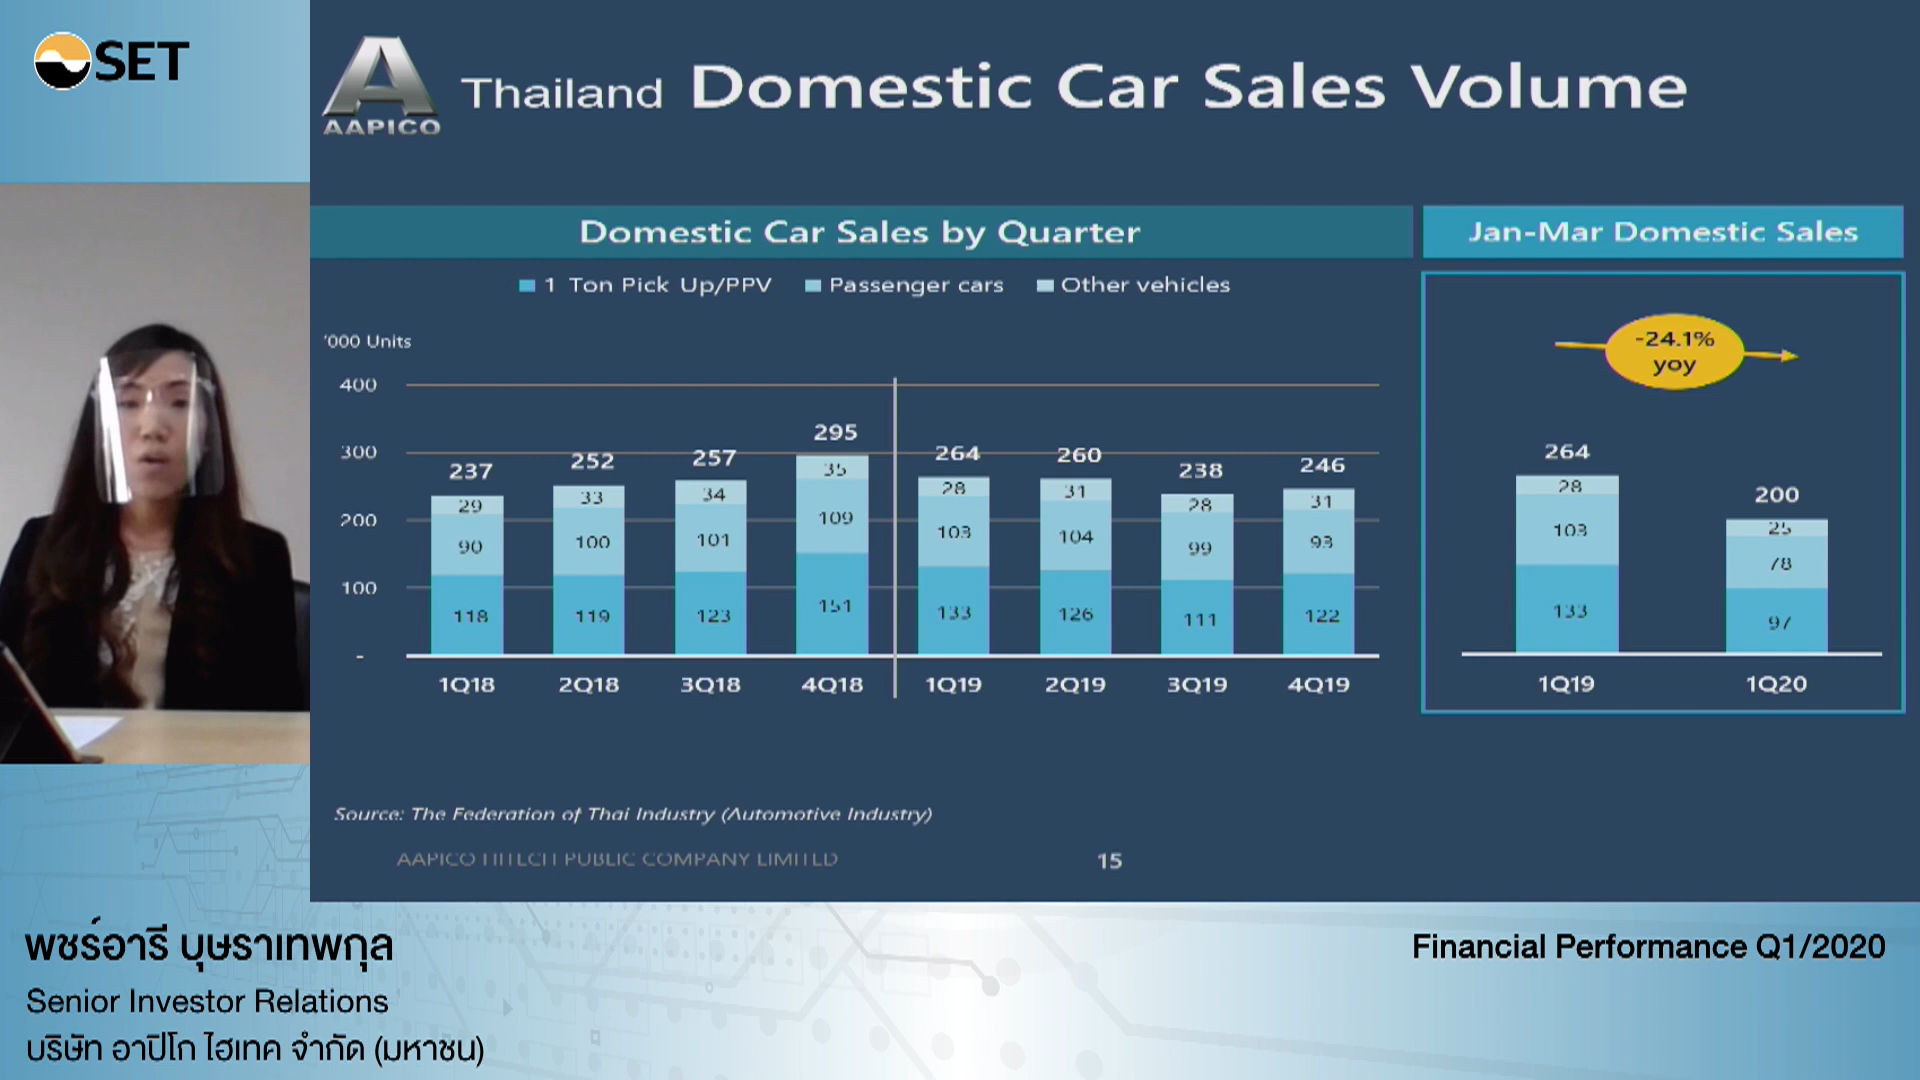 SET
AAPICO
Thailand Domestic Car Sales Volume
Domestic Car Sales by Quarter
Jan-Mar Domestic Sales
1 Ton Pick Up/PPV Passenger cars Other vehicles
'000 Units
-24.1%
yoy
400
300
200
100
-
237 252 257 295 264 260 238 246
29 33 34 35 28 31 28 31
90 100 101 109 103 104 99 93
118 119 123 151 133 126 111 122
1Q18 2Q18 3Q18 4Q18 1Q19 2Q19 3Q19 4Q19
264 200
28 25
103 78
133 97
1Q19 1Q20
Source: The Federation of Thai Industry (Automotive Industry)
AAPICO HITECH PUBLIC COMPANY LIMITED
15
พชร์อารี บุษราเทพกุล
Senior Investor Relations
บริษัท อาปิโก ไฮเทค จำกัด (มหาชน)
Financial Performance Q1/2020